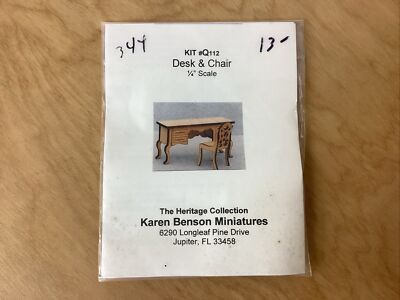 344
13-
KIT #Q112
Desk & Chair
¼" Scale
The Heritage Collection
Karen Benson Miniatures
6290 Longleaf Pine Drive
Jupiter, FL 33458